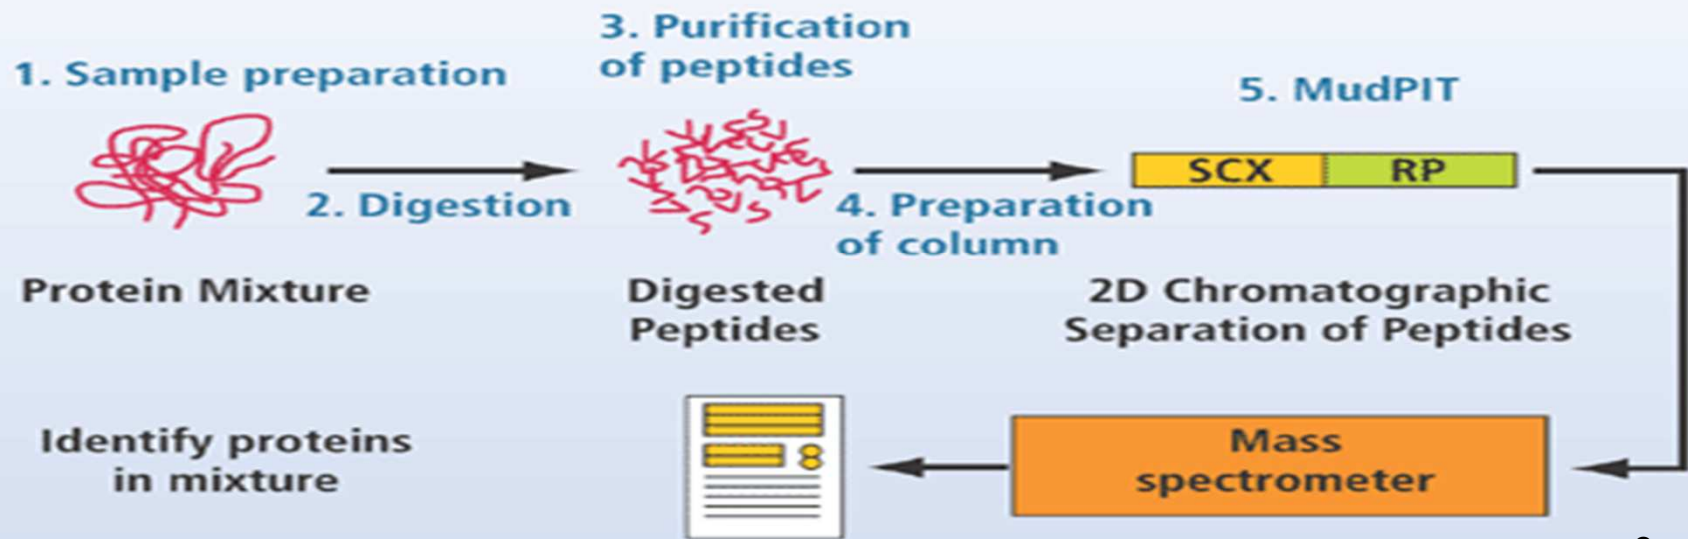 3. Purification
of peptides
1. Sample preparation
5. MudPIT
SCX RP
2. Digestion
4. Preparation
of column
Protein Mixture
Digested
Peptides
2D Chromatographic
Separation of Peptides
Identify proteins
in mixture
Mass
spectrometer